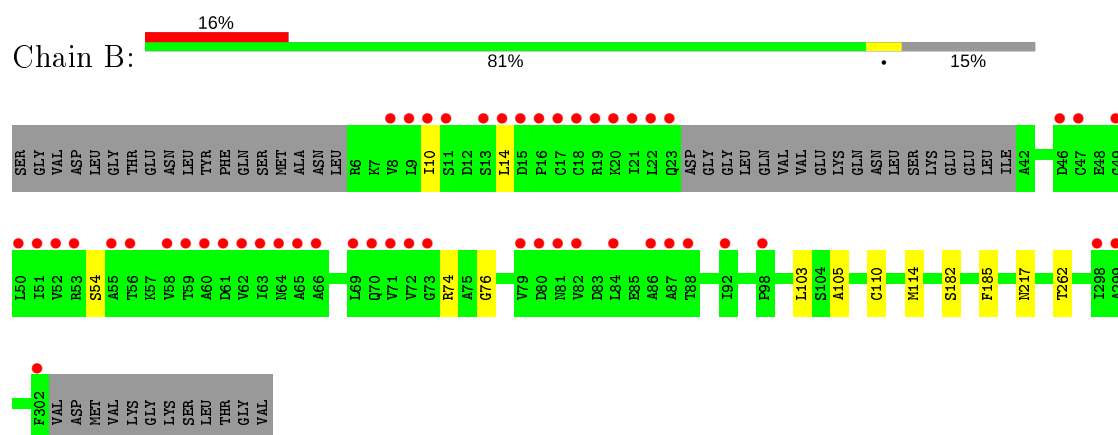 16%
Chain B:
81%
15%
SER GLY VAL ASP LEU GLY THR GLU ASN LEU TYR PHE GLN SER MET ALA ASN LEU R6 K7 V8 L9 I10 S11 D12 S13 L14 D15 P16 C17 C18 R19 K20 I21 L22 Q23 ASP GLY GLY LEU GLN VAL VAL GLU LYS GLN ASN LEU SER LYS GLU GLU LEU ILE A42 D46 C47 E48 G49
L50 I51 V52 R53 S54 A55 T56 K57 V58 T59 A60 D61 V62 I63 N64 A65 A66 L69 Q70 V71 V72 G73 R74 A75 G76 V79 D80 N81 V82 D83 L84 E85 A86 A87 T88 I92 P98 L103 S104 A105 C110 M114 S182 F185 N217 T262 I298 A299
F302 VAL ASP MET VAL LYS GLY LYS SER LEU THR GLY VAL